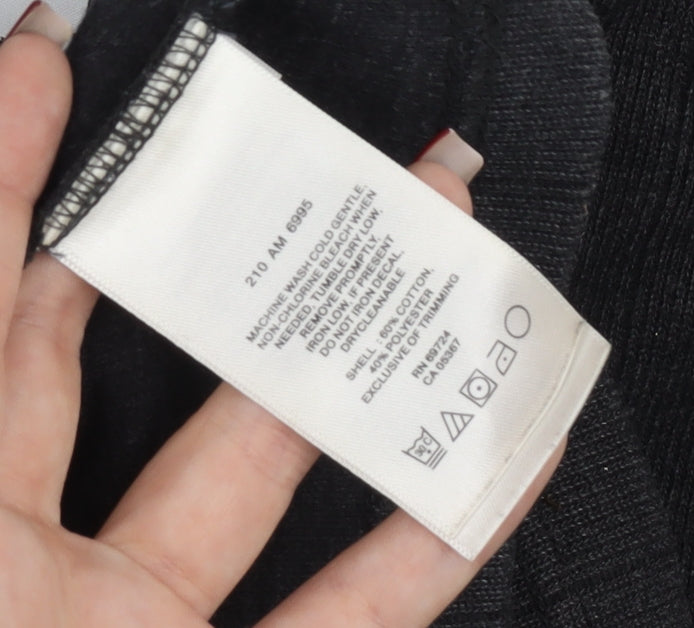 210 AM 6995
MACHINE WASH COLD GENTLE.
NON-CHLORINE BLEACH WHEN
NEEDED. TUMBLE DRY LOW.
REMOVE PROMPTLY.
IRON LOW, IF PRESENT
DO NOT IRON DECAL.
DRYCLEANABLE
SHELL : 60% COTTON,
40% POLYESTER
EXCLUSIVE OF TRIMMING
RN 69724
CA 05367
30 C